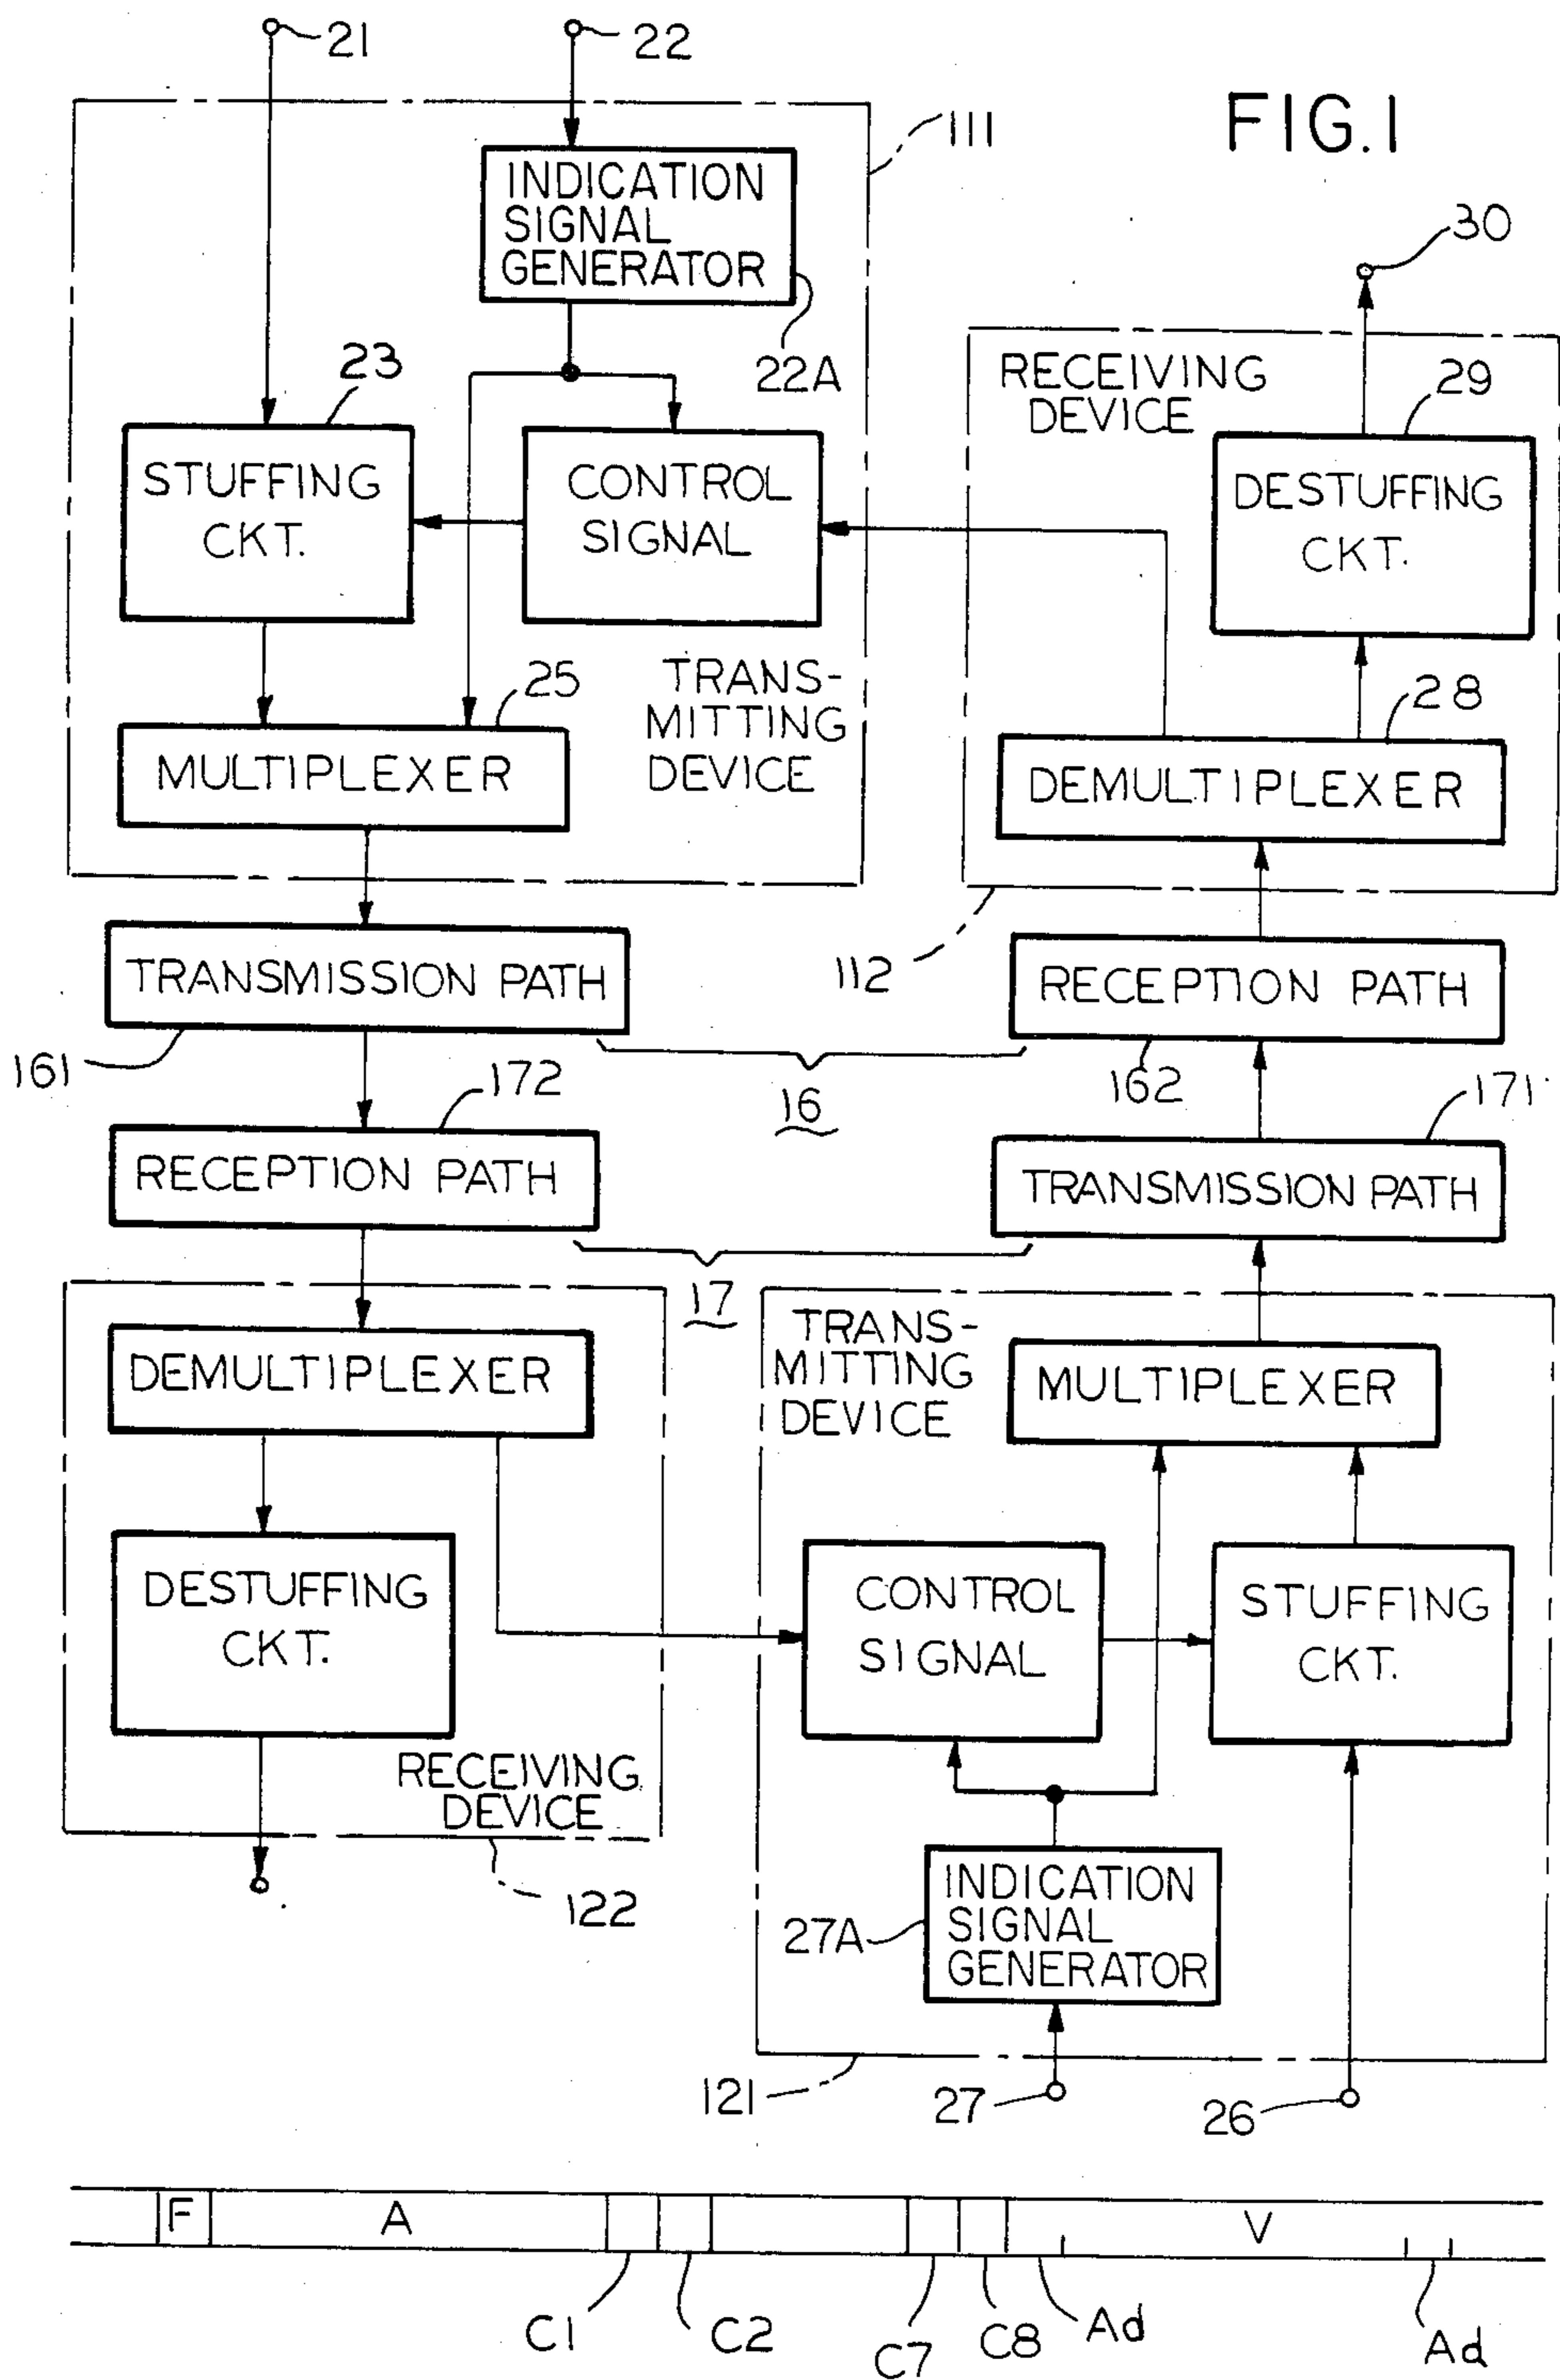 21
22
FIG.1
111
INDICATION
SIGNAL
GENERATOR
22A
30
23
RECEIVING
DEVICE
29
STUFFING
CKT.
CONTROL
SIGNAL
DESTUFFING
CKT.
25
TRANS-
MITTING
DEVICE
28
MULTIPLEXER
DEMULTIPLEXER
TRANSMISSION PATH
112
RECEPTION PATH
161
172
16
162
171
RECEPTION PATH
TRANSMISSION PATH
17
DEMULTIPLEXER
TRANS-
MITTING
DEVICE
MULTIPLEXER
DESTUFFING
CKT.
CONTROL
SIGNAL
STUFFING
CKT.
RECEIVING
DEVICE
122
27A
INDICATION
SIGNAL
GENERATOR
121
27
26
F
A
V
C1
C2
C7
C8
Ad
Ad